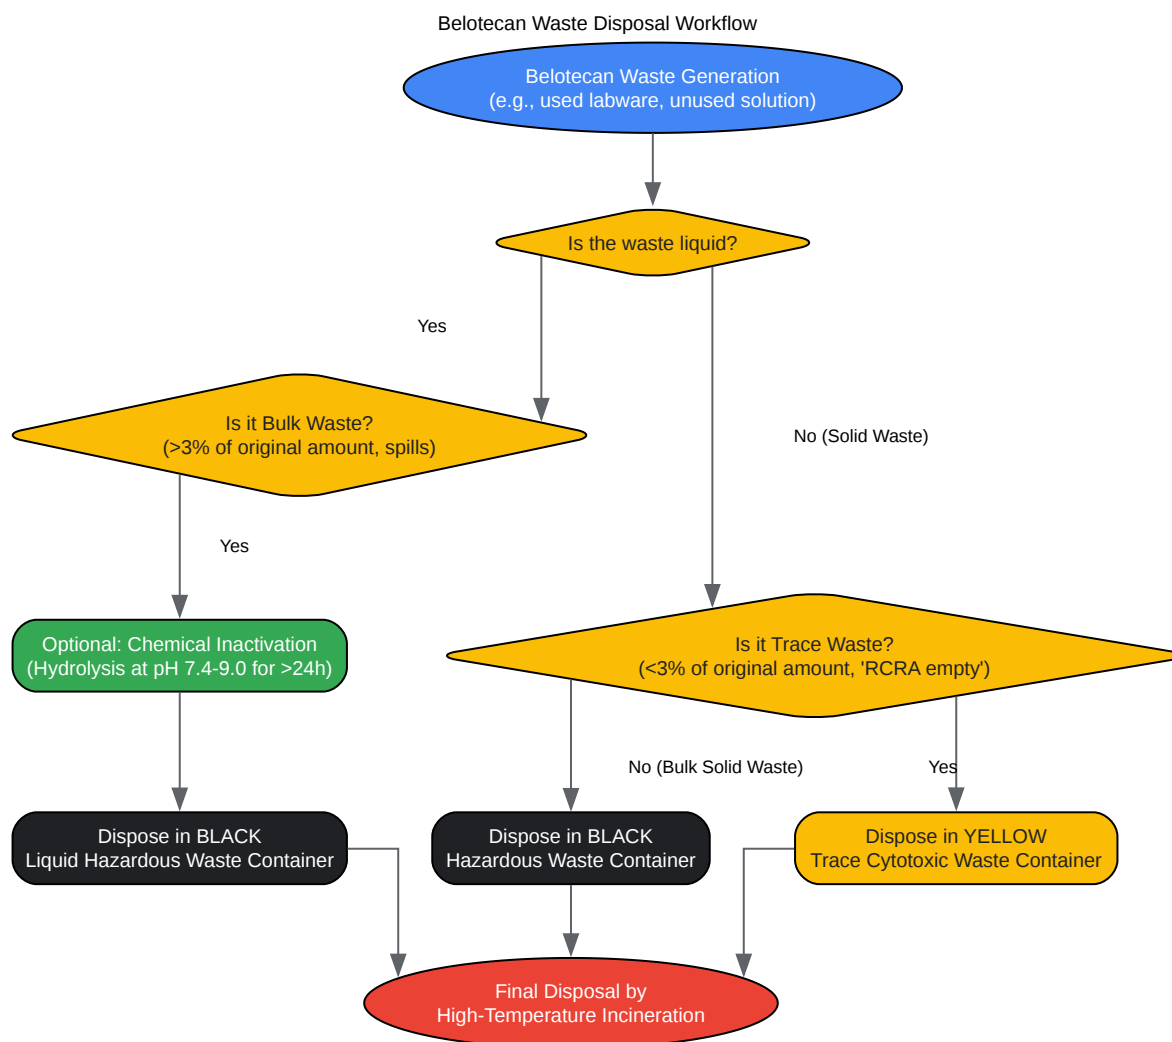 Belotecan Waste Disposal Workflow
Belotecan Waste Generation
(e.g., used labware, unused solution)
Is the waste liquid?
Yes
No (Solid Waste)
Is it Bulk Waste?
(>3% of original amount, spills)
Yes
Optional: Chemical Inactivation
(Hydrolysis at pH 7.4-9.0 for >24h)
Is it Trace Waste?
(<3% of original amount, 'RCRA empty')
No (Bulk Solid Waste)
Yes
Dispose in BLACK
Liquid Hazardous Waste Container
Dispose in BLACK
Hazardous Waste Container
Dispose in YELLOW
Trace Cytotoxic Waste Container
Final Disposal by
High-Temperature Incineration